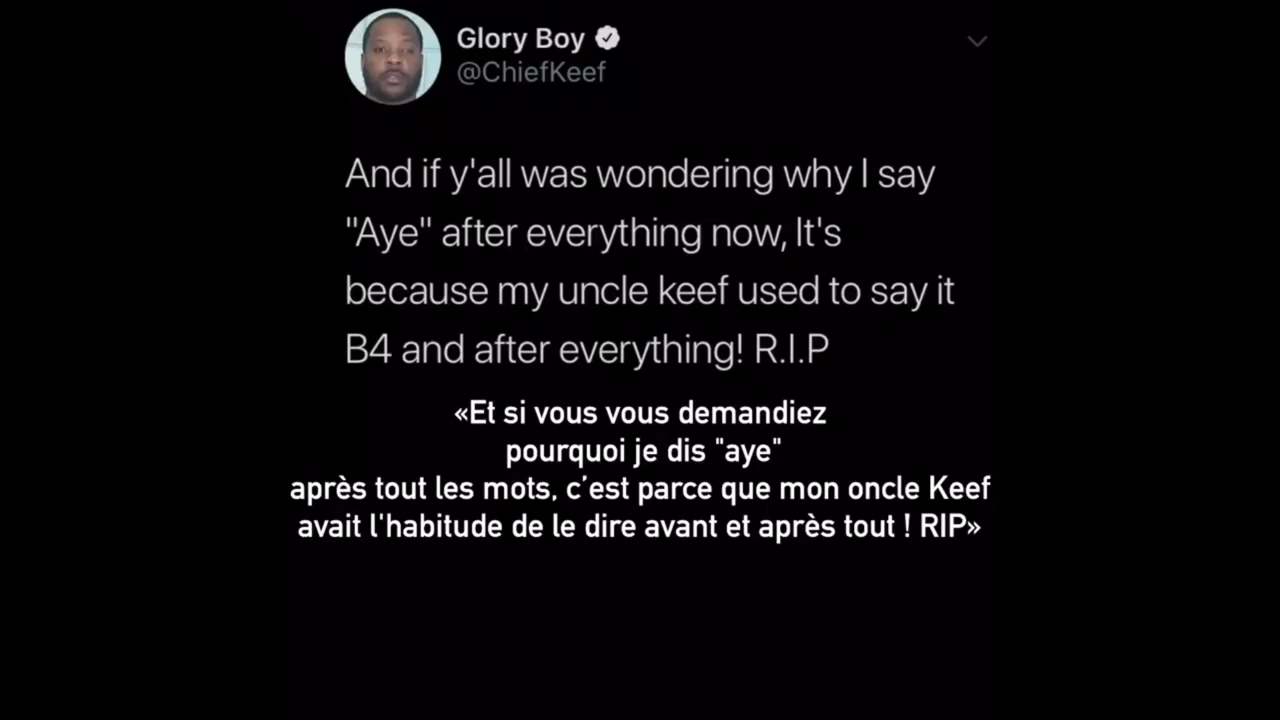 Glory Boy
@ChiefKeef
And if y'all was wondering why I say
"Aye" after everything now, It's
because my uncle keef used to say it
B4 and after everything! R.I.P
«Et si vous vous demandiez
pourquoi je dis "aye"
après tout les mots, c’est parce que mon oncle Keef
avait l'habitude de le dire avant et après tout ! RIP»